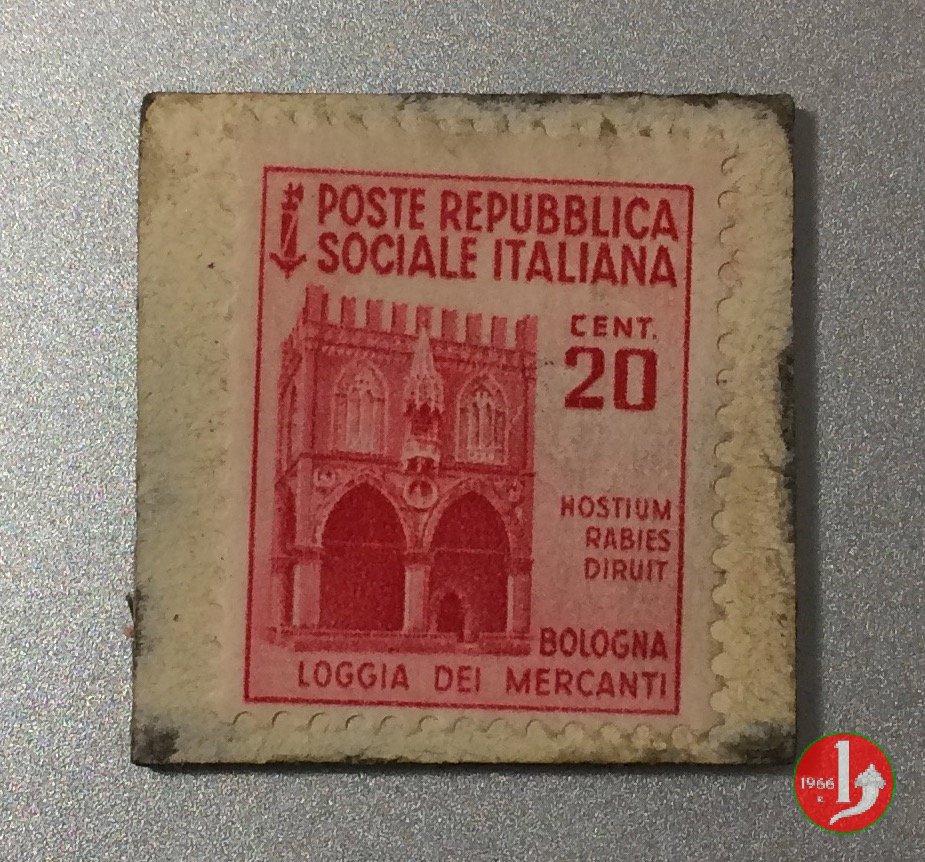 POSTE REPUBBLICA
SOCIALE ITALIANA
CENT.
20
HOSTIUM
RABIES
DIRUIT
BOLOGNA
LOGGIA DEI MERCANTI
1966